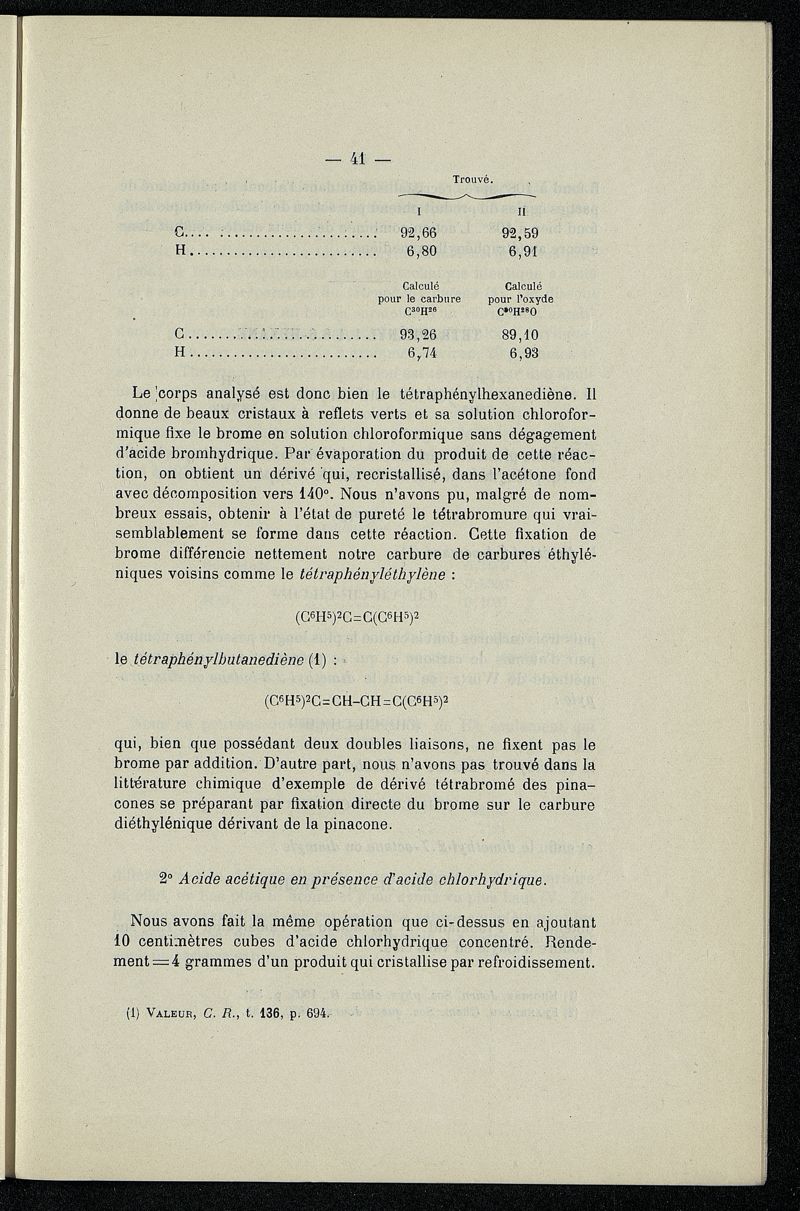 — 41 —
Trouvé.
I II
C........................ 92,66 92,59
H........................ 6,80 6,91
Calculé Calculé
pour le carbure pour l'oxyde
C³⁰H²⁶ C³⁰H²⁸O
C........................ 93,26 89,10
H........................ 6,74 6,93
Le corps analysé est donc bien le tétraphénylhexanediène. Il
donne de beaux cristaux à reflets verts et sa solution chlorofor-
mique fixe le brome en solution chloroformique sans dégagement
d'acide bromhydrique. Par évaporation du produit de cette réac-
tion, on obtient un dérivé qui, recristallisé, dans l'acétone fond
avec décomposition vers 140°. Nous n'avons pu, malgré de nom-
breux essais, obtenir à l'état de pureté le tétrabromure qui vrai-
semblablement se forme dans cette réaction. Cette fixation de
brome différencie nettement notre carbure de carbures éthylé-
niques voisins comme le tétraphényléthylène :
(C⁶H⁵)²C=C(C⁶H⁵)²
le tétraphénylbutanediène (1) :
(C⁶H⁵)²C=CH-CH=C(C⁶H⁵)²
qui, bien que possédant deux doubles liaisons, ne fixent pas le
brome par addition. D'autre part, nous n'avons pas trouvé dans la
littérature chimique d'exemple de dérivé tétrabromé des pina-
cones se préparant par fixation directe du brome sur le carbure
diéthylénique dérivant de la pinacone.
2° Acide acétique en présence d'acide chlorhydrique.
Nous avons fait la même opération que ci-dessus en ajoutant
10 centimètres cubes d'acide chlorhydrique concentré. Rende-
ment = 4 grammes d'un produit qui cristallise par refroidissement.
(1) VALEUR, C. R., t. 136, p. 694.